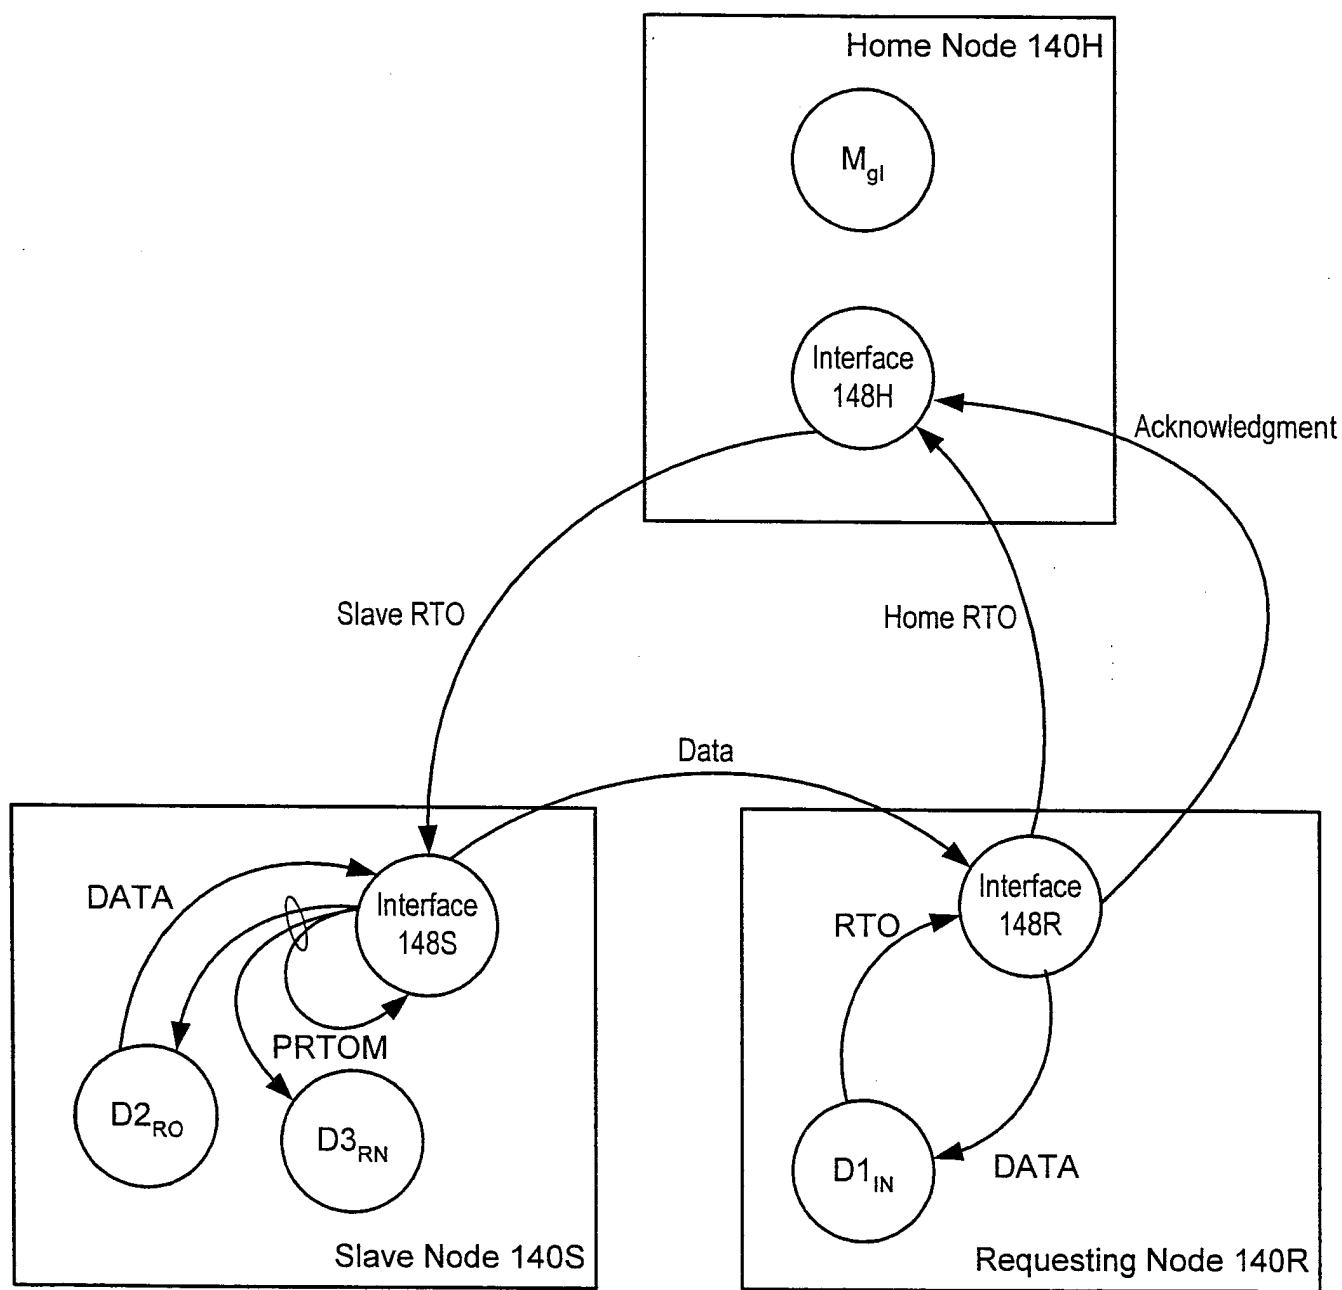 Home Node 140H
M_gI
Interface
148H
Acknowledgment
Slave RTO
Home RTO
Data
DATA
Interface
148S
PRTOM
D2_RO
D3_RN
Slave Node 140S
Interface
148R
RTO
D1_IN
DATA
Requesting Node 140R